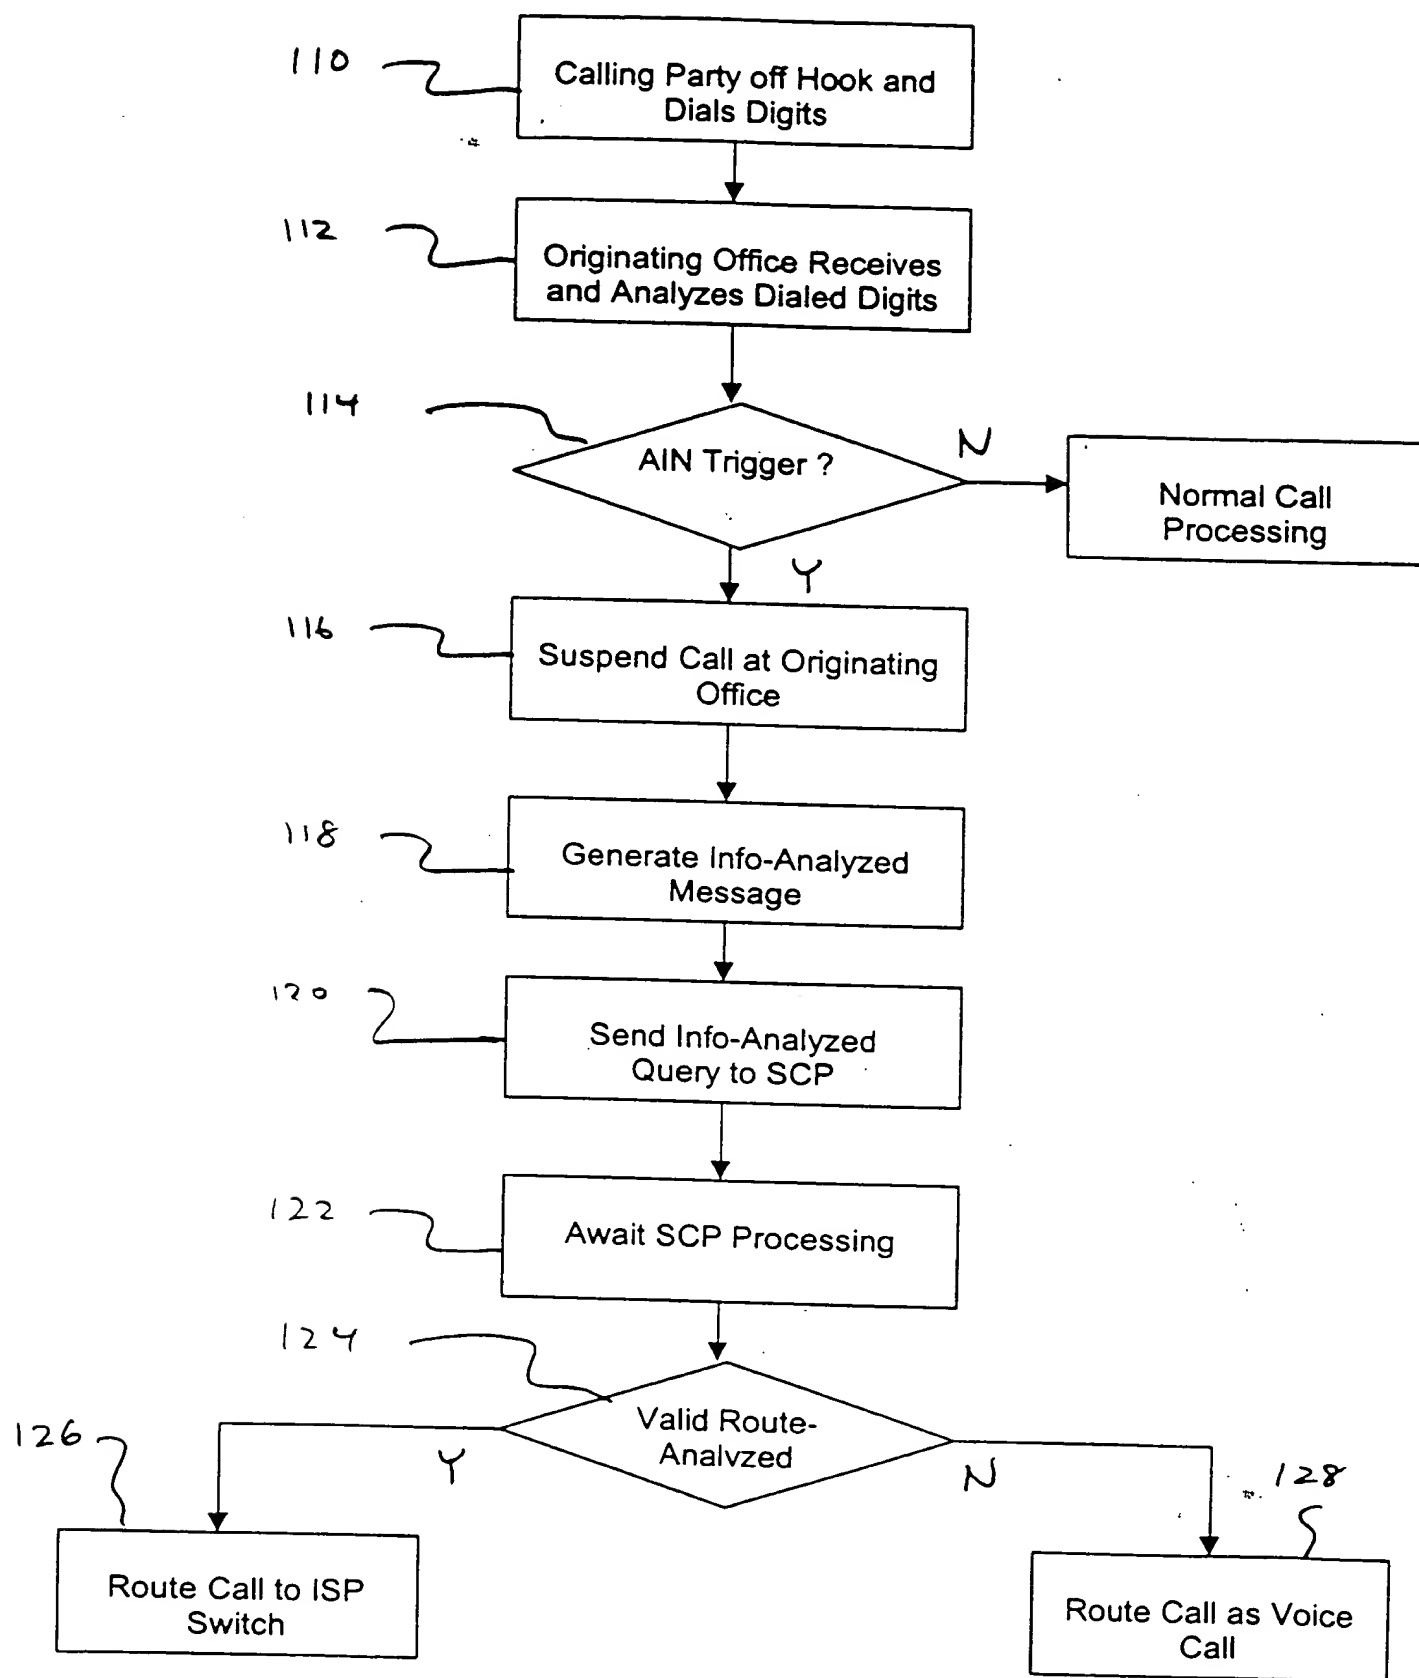 110
Calling Party off Hook and
Dials Digits
112
Originating Office Receives
and Analyzes Dialed Digits
114
AIN Trigger ?
N
Normal Call
Processing
Y
116
Suspend Call at Originating
Office
118
Generate Info-Analyzed
Message
120
Send Info-Analyzed
Query to SCP
122
Await SCP Processing
124
Valid Route-
Analyzed
126
Y
N
128
Route Call to ISP
Switch
Route Call as Voice
Call